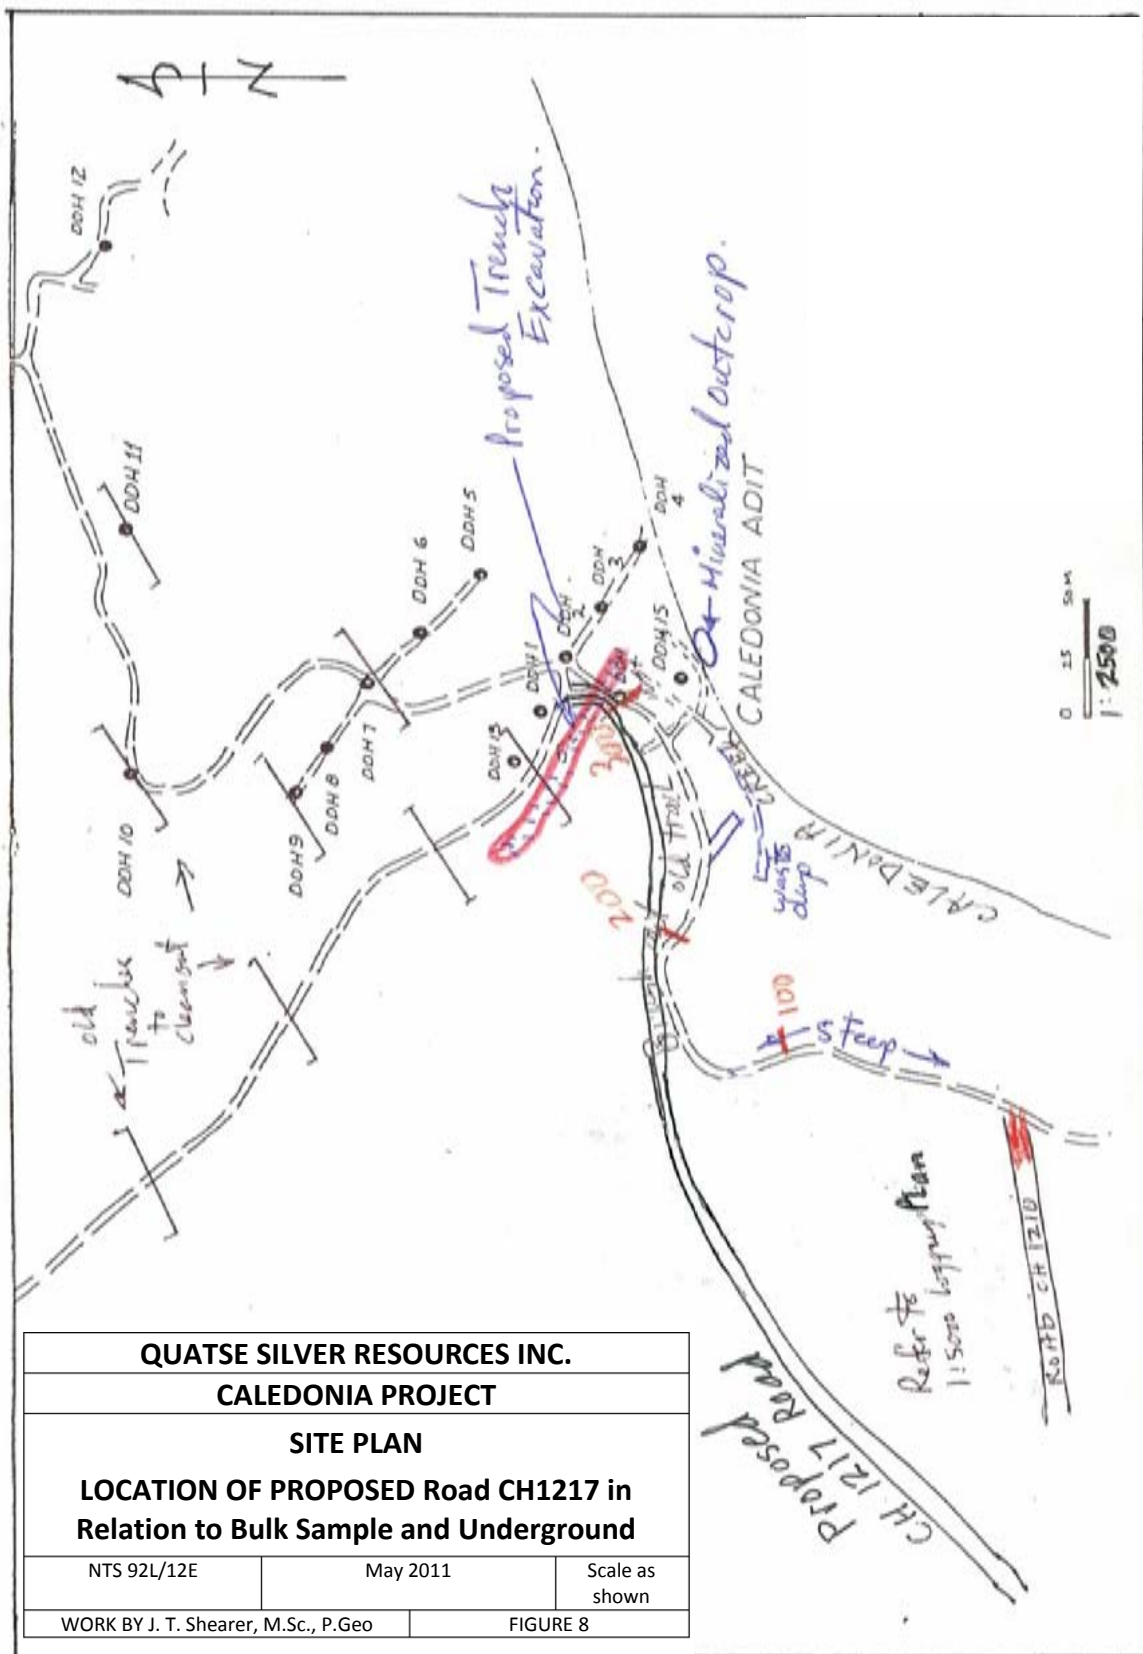 N
DDH 12
Proposed Trench
Excavation.
DDH 11
DDH 6
DDH 5
DDH 10
DDH 9
DDH 8
DDH 7
DDH 1
DDH 13
DDH
2
DDH
3
DDH
4
DDH
DDH 15
Mineralized outcrop.
CALEDONIA ADIT
old
Trenches
to
cleanout
300
200
100
old trail
waste
dump
CALEDONIA CREEK
Steep
0 25 50m
1:2500
Refer to
1:5000 logging Plan
ROAD CH 1210
Proposed
CH 1217 Road
QUATSE SILVER RESOURCES INC.
CALEDONIA PROJECT
SITE PLAN
LOCATION OF PROPOSED Road CH1217 in
Relation to Bulk Sample and Underground
NTS 92L/12E
May 2011
Scale as
shown
WORK BY J. T. Shearer, M.Sc., P.Geo
FIGURE 8